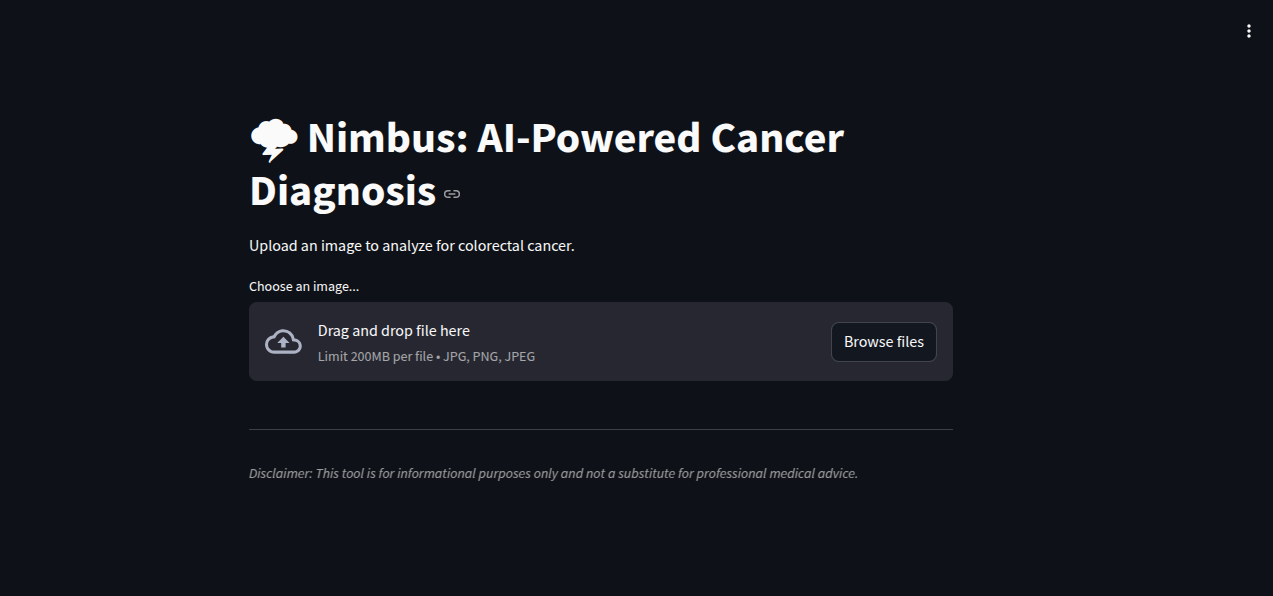 Nimbus: AI-Powered Cancer
Diagnosis
Upload an image to analyze for colorectal cancer.
Choose an image...
Drag and drop file here
Limit 200MB per file • JPG, PNG, JPEG
Browse files
Disclaimer: This tool is for informational purposes only and not a substitute for professional medical advice.